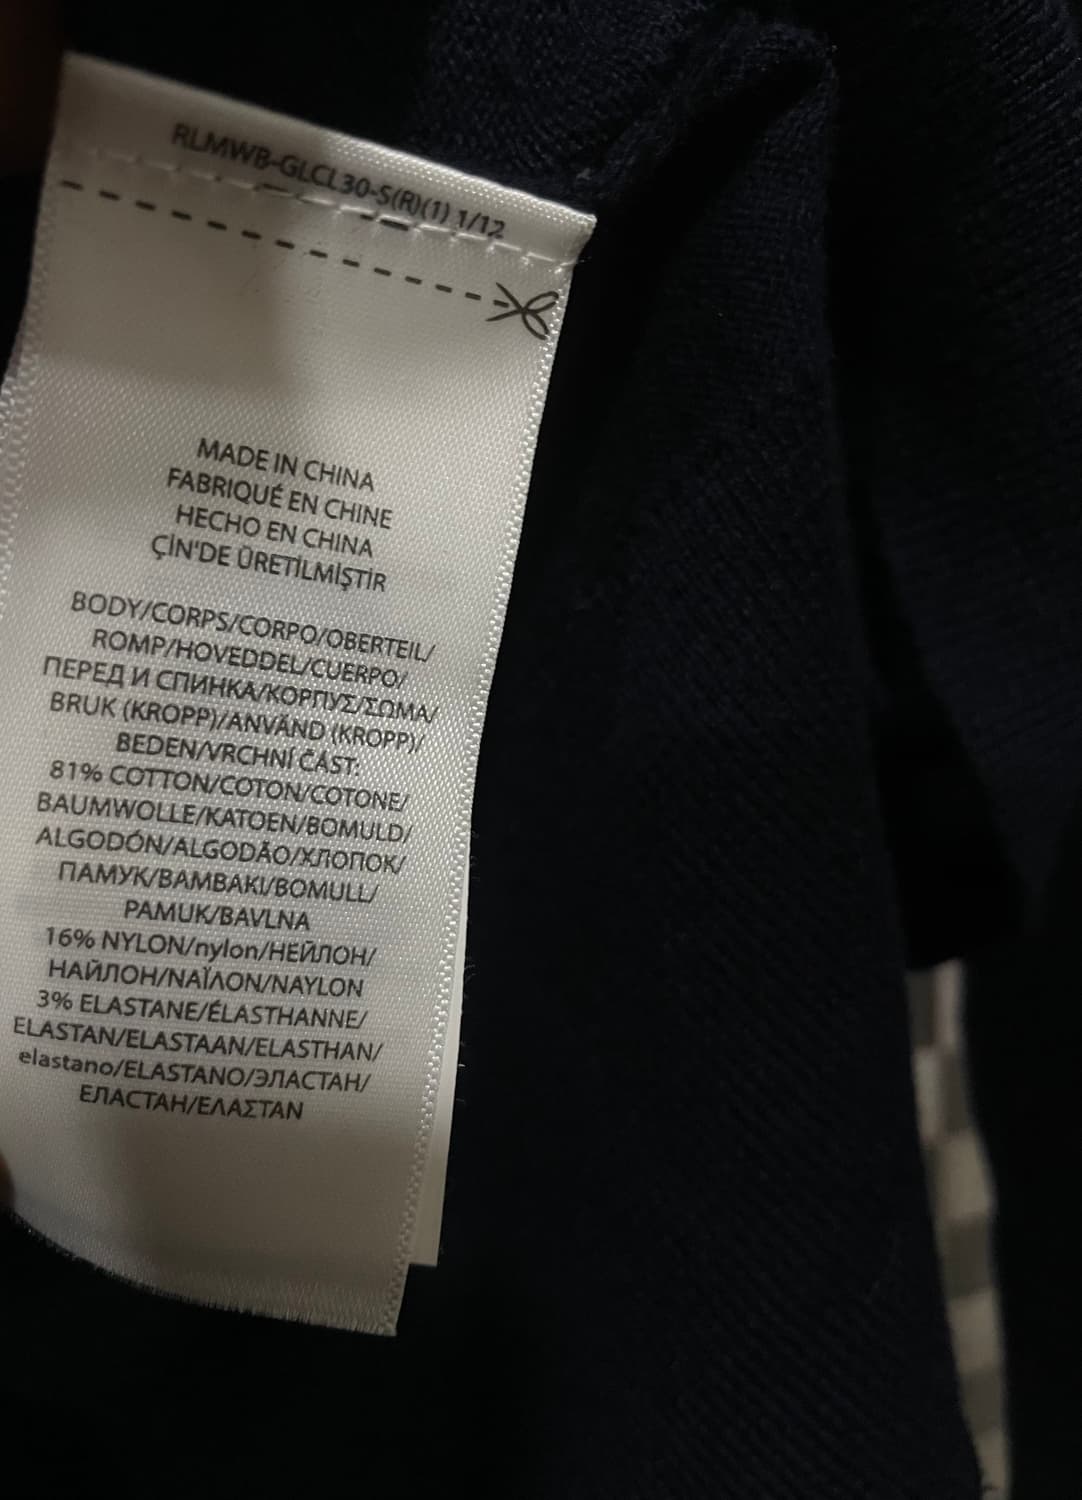 RLMWB-GLCL30-S(R)(1) 1/12
MADE IN CHINA
FABRIQUÉ EN CHINE
HECHO EN CHINA
ÇİN'DE ÜRETİLMİŞTİR
BODY/CORPS/CORPO/OBERTEIL/
ROMP/HOVEDDEL/CUERPO/
ПЕРЕД И СПИНКА/КОРПУΣ/ΣΩΜΑ/
BRUK (KROPP)/ANVÄND (KROPP)/
BEDEN/VRCHNÍ ČÁST:
81% COTTON/COTON/COTONE/
BAUMWOLLE/KATOEN/BOMULD/
ALGODÓN/ALGODÃO/ХЛОПОК/
ПАМУК/ΒΑΜΒΑΚΙ/BOMULL/
PAMUK/BAVLNA
16% NYLON/nylon/НЕЙЛОН/
НАЙЛОН/ΝΑΪΛΟΝ/NAYLON
3% ELASTANE/ÉLASTHANNE/
ELASTAN/ELASTAAN/ELASTHAN/
elastano/ELASTANO/ЭЛАСТАН/
ЕЛАСТАН/ΕΛΑΣΤΑΝ